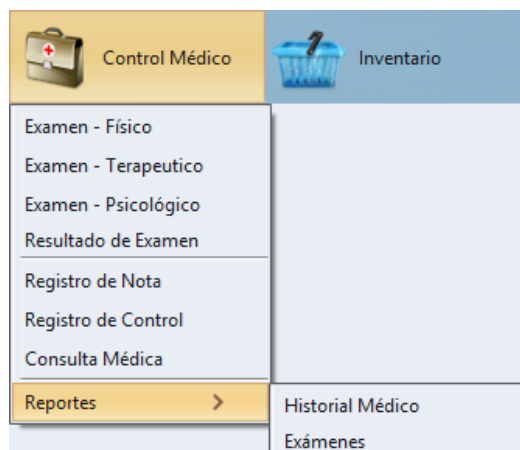 Control Médico
Inventario
Examen - Físico
Examen - Terapeutico
Examen - Psicológico
Resultado de Examen
Registro de Nota
Registro de Control
Consulta Médica
Reportes
Historial Médico
Exámenes